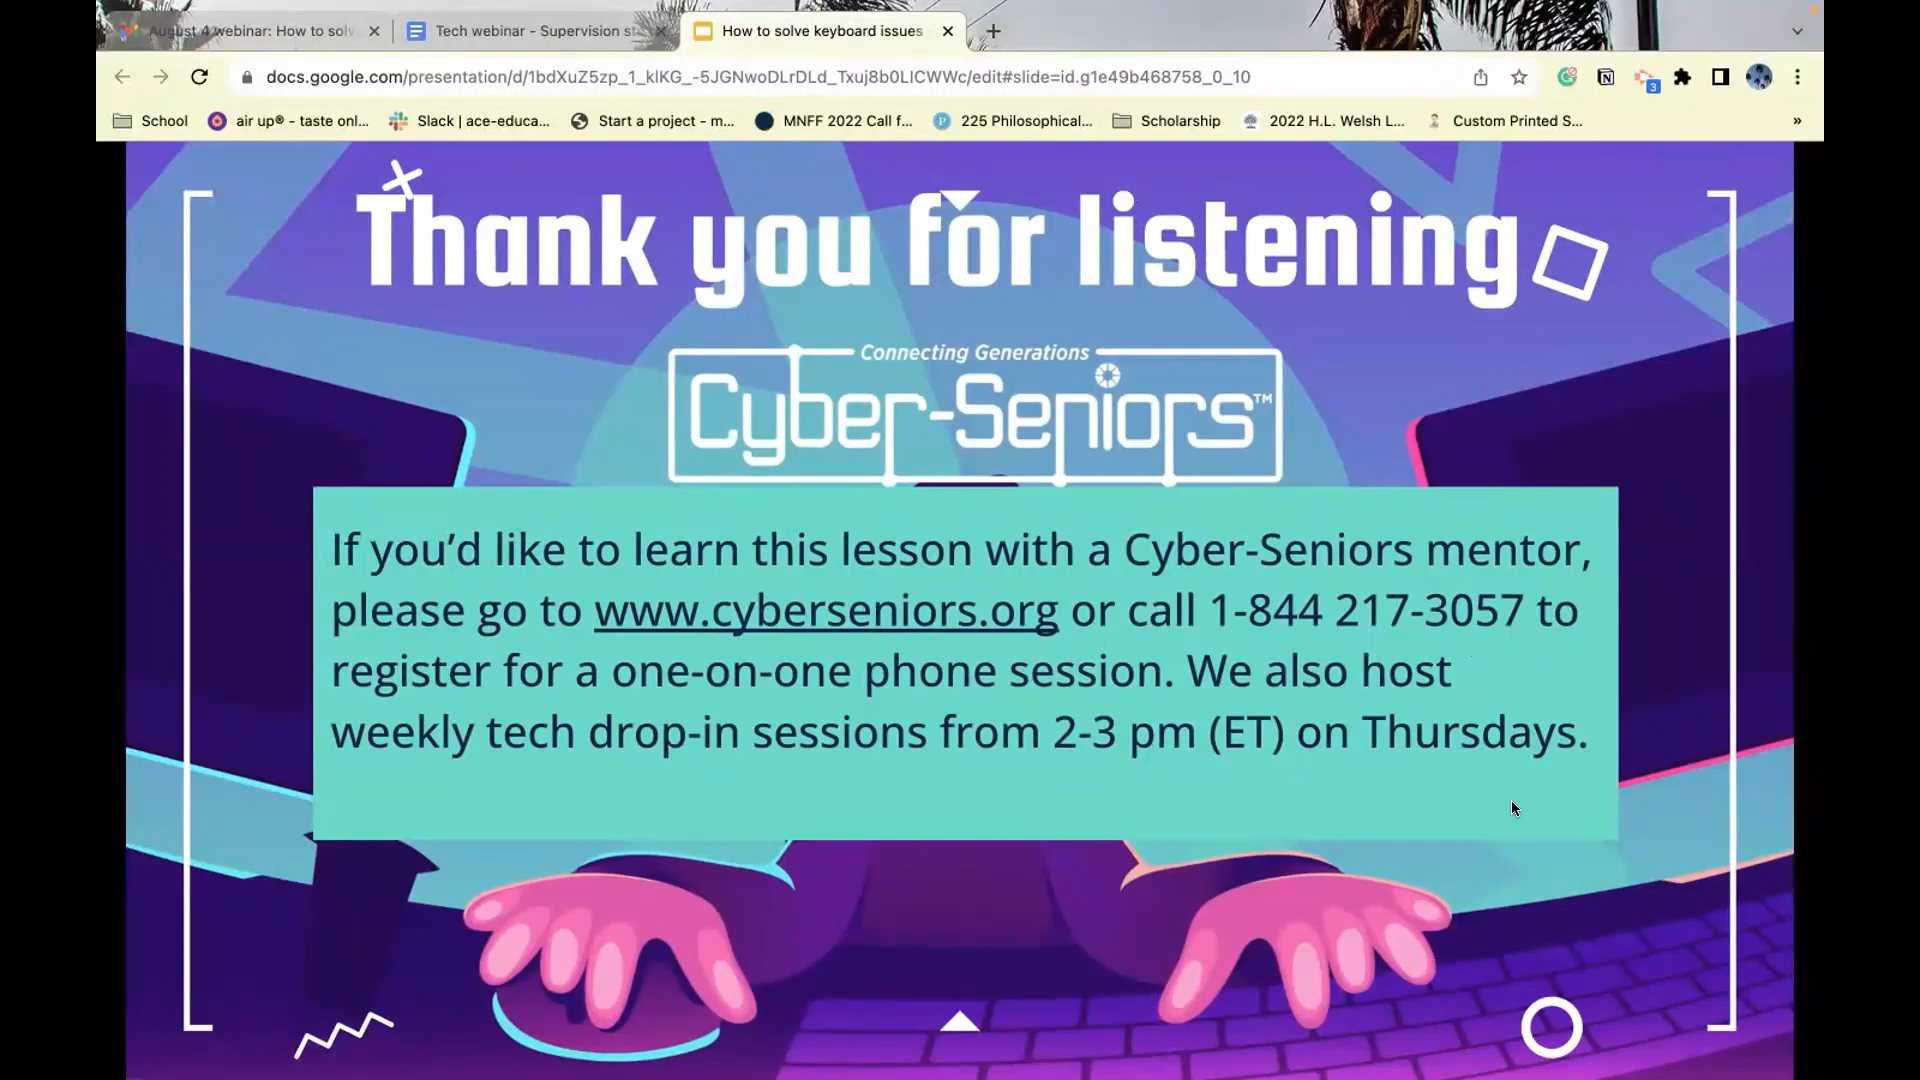 August 4 webinar: How to solv
Tech webinar - Supervision st
How to solve keyboard issues
docs.google.com/presentation/d/1bdXuZ5zp_1_klKG_-5JGNwoDLrDLd_Txuj8b0LICWWc/edit#slide=id.g1e49b468758_0_10
3
School
air up® - taste onl...
Slack | ace-educa...
Start a project - m...
MNFF 2022 Call f...
225 Philosophical...
Scholarship
2022 H.L. Welsh L...
Custom Printed S...
»
Thank you for listening
Connecting Generations
Cyber-Seniors™
If you’d like to learn this lesson with a Cyber-Seniors mentor,
please go to www.cyberseniors.org or call 1-844 217-3057 to
register for a one-on-one phone session. We also host
weekly tech drop-in sessions from 2-3 pm (ET) on Thursdays.